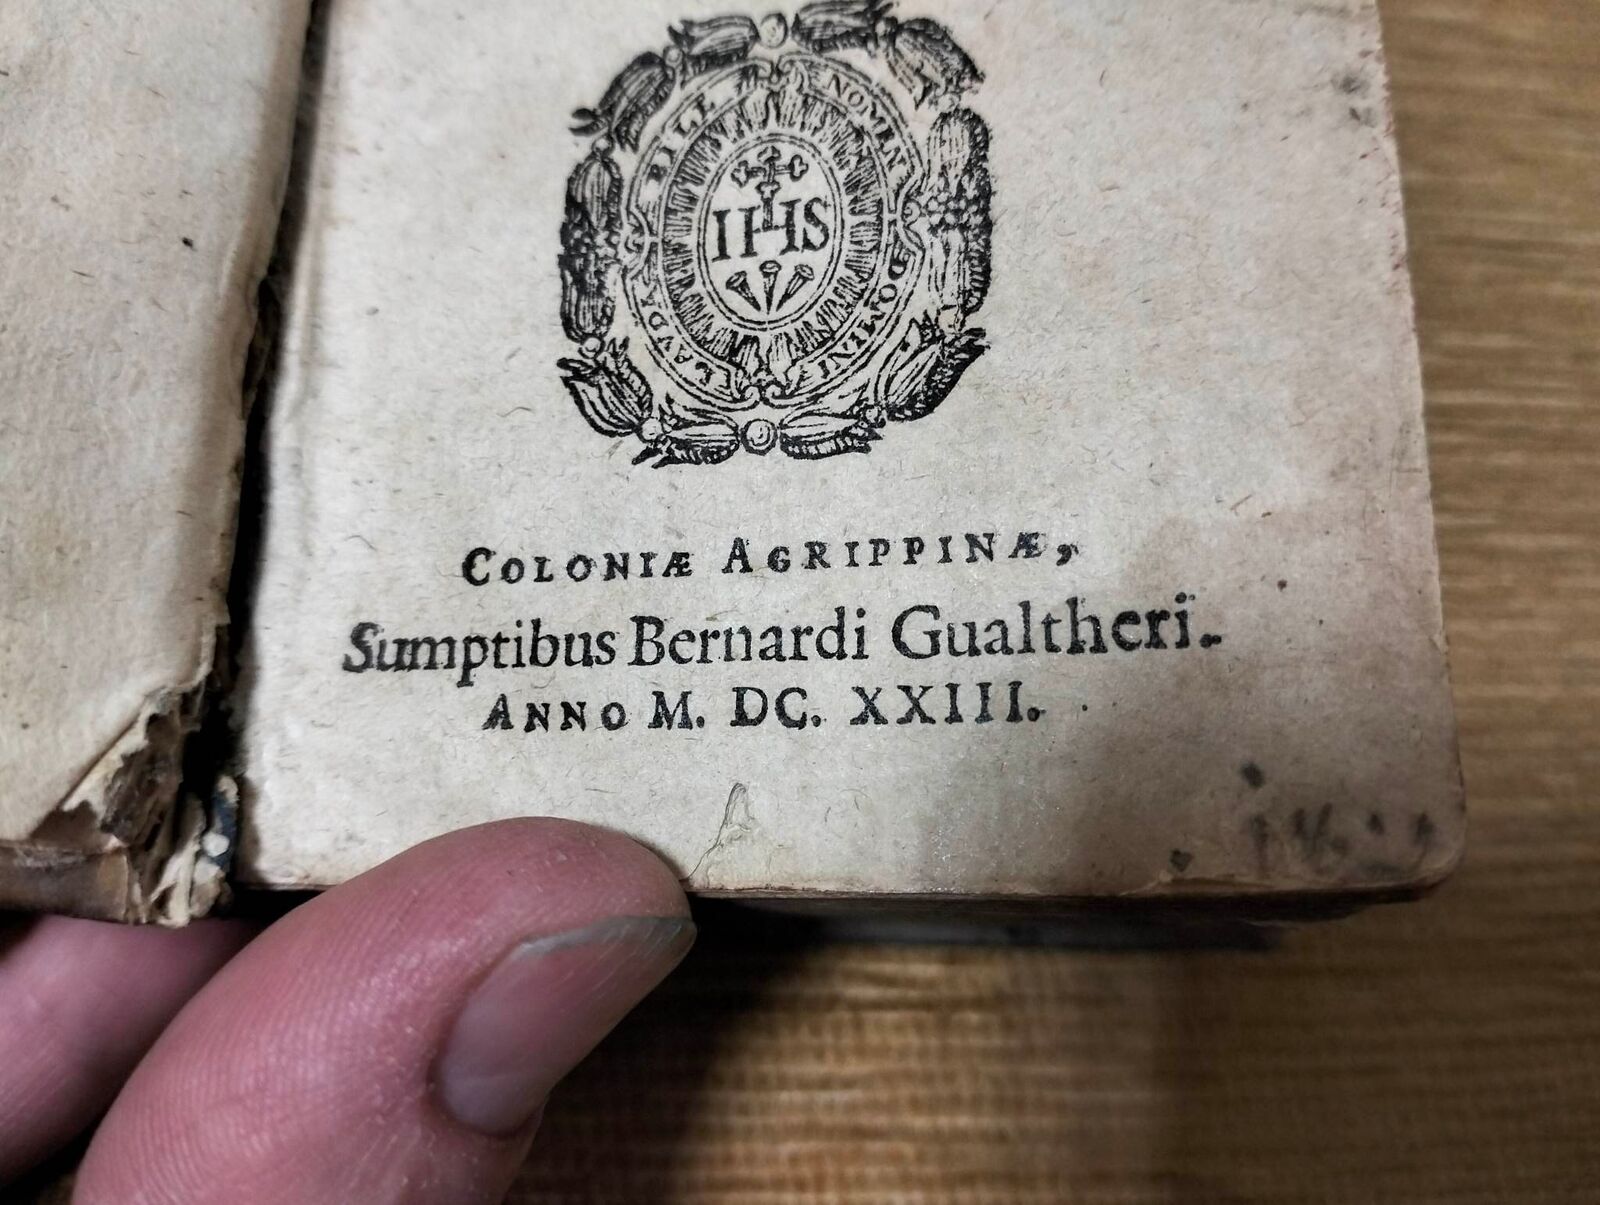 LAVDABILE NOMEN DOMINI
IHS
COLONIÆ AGRIPPINÆ,
Sumptibus Bernardi Gualtheri.
ANNO M. DC. XXIII.